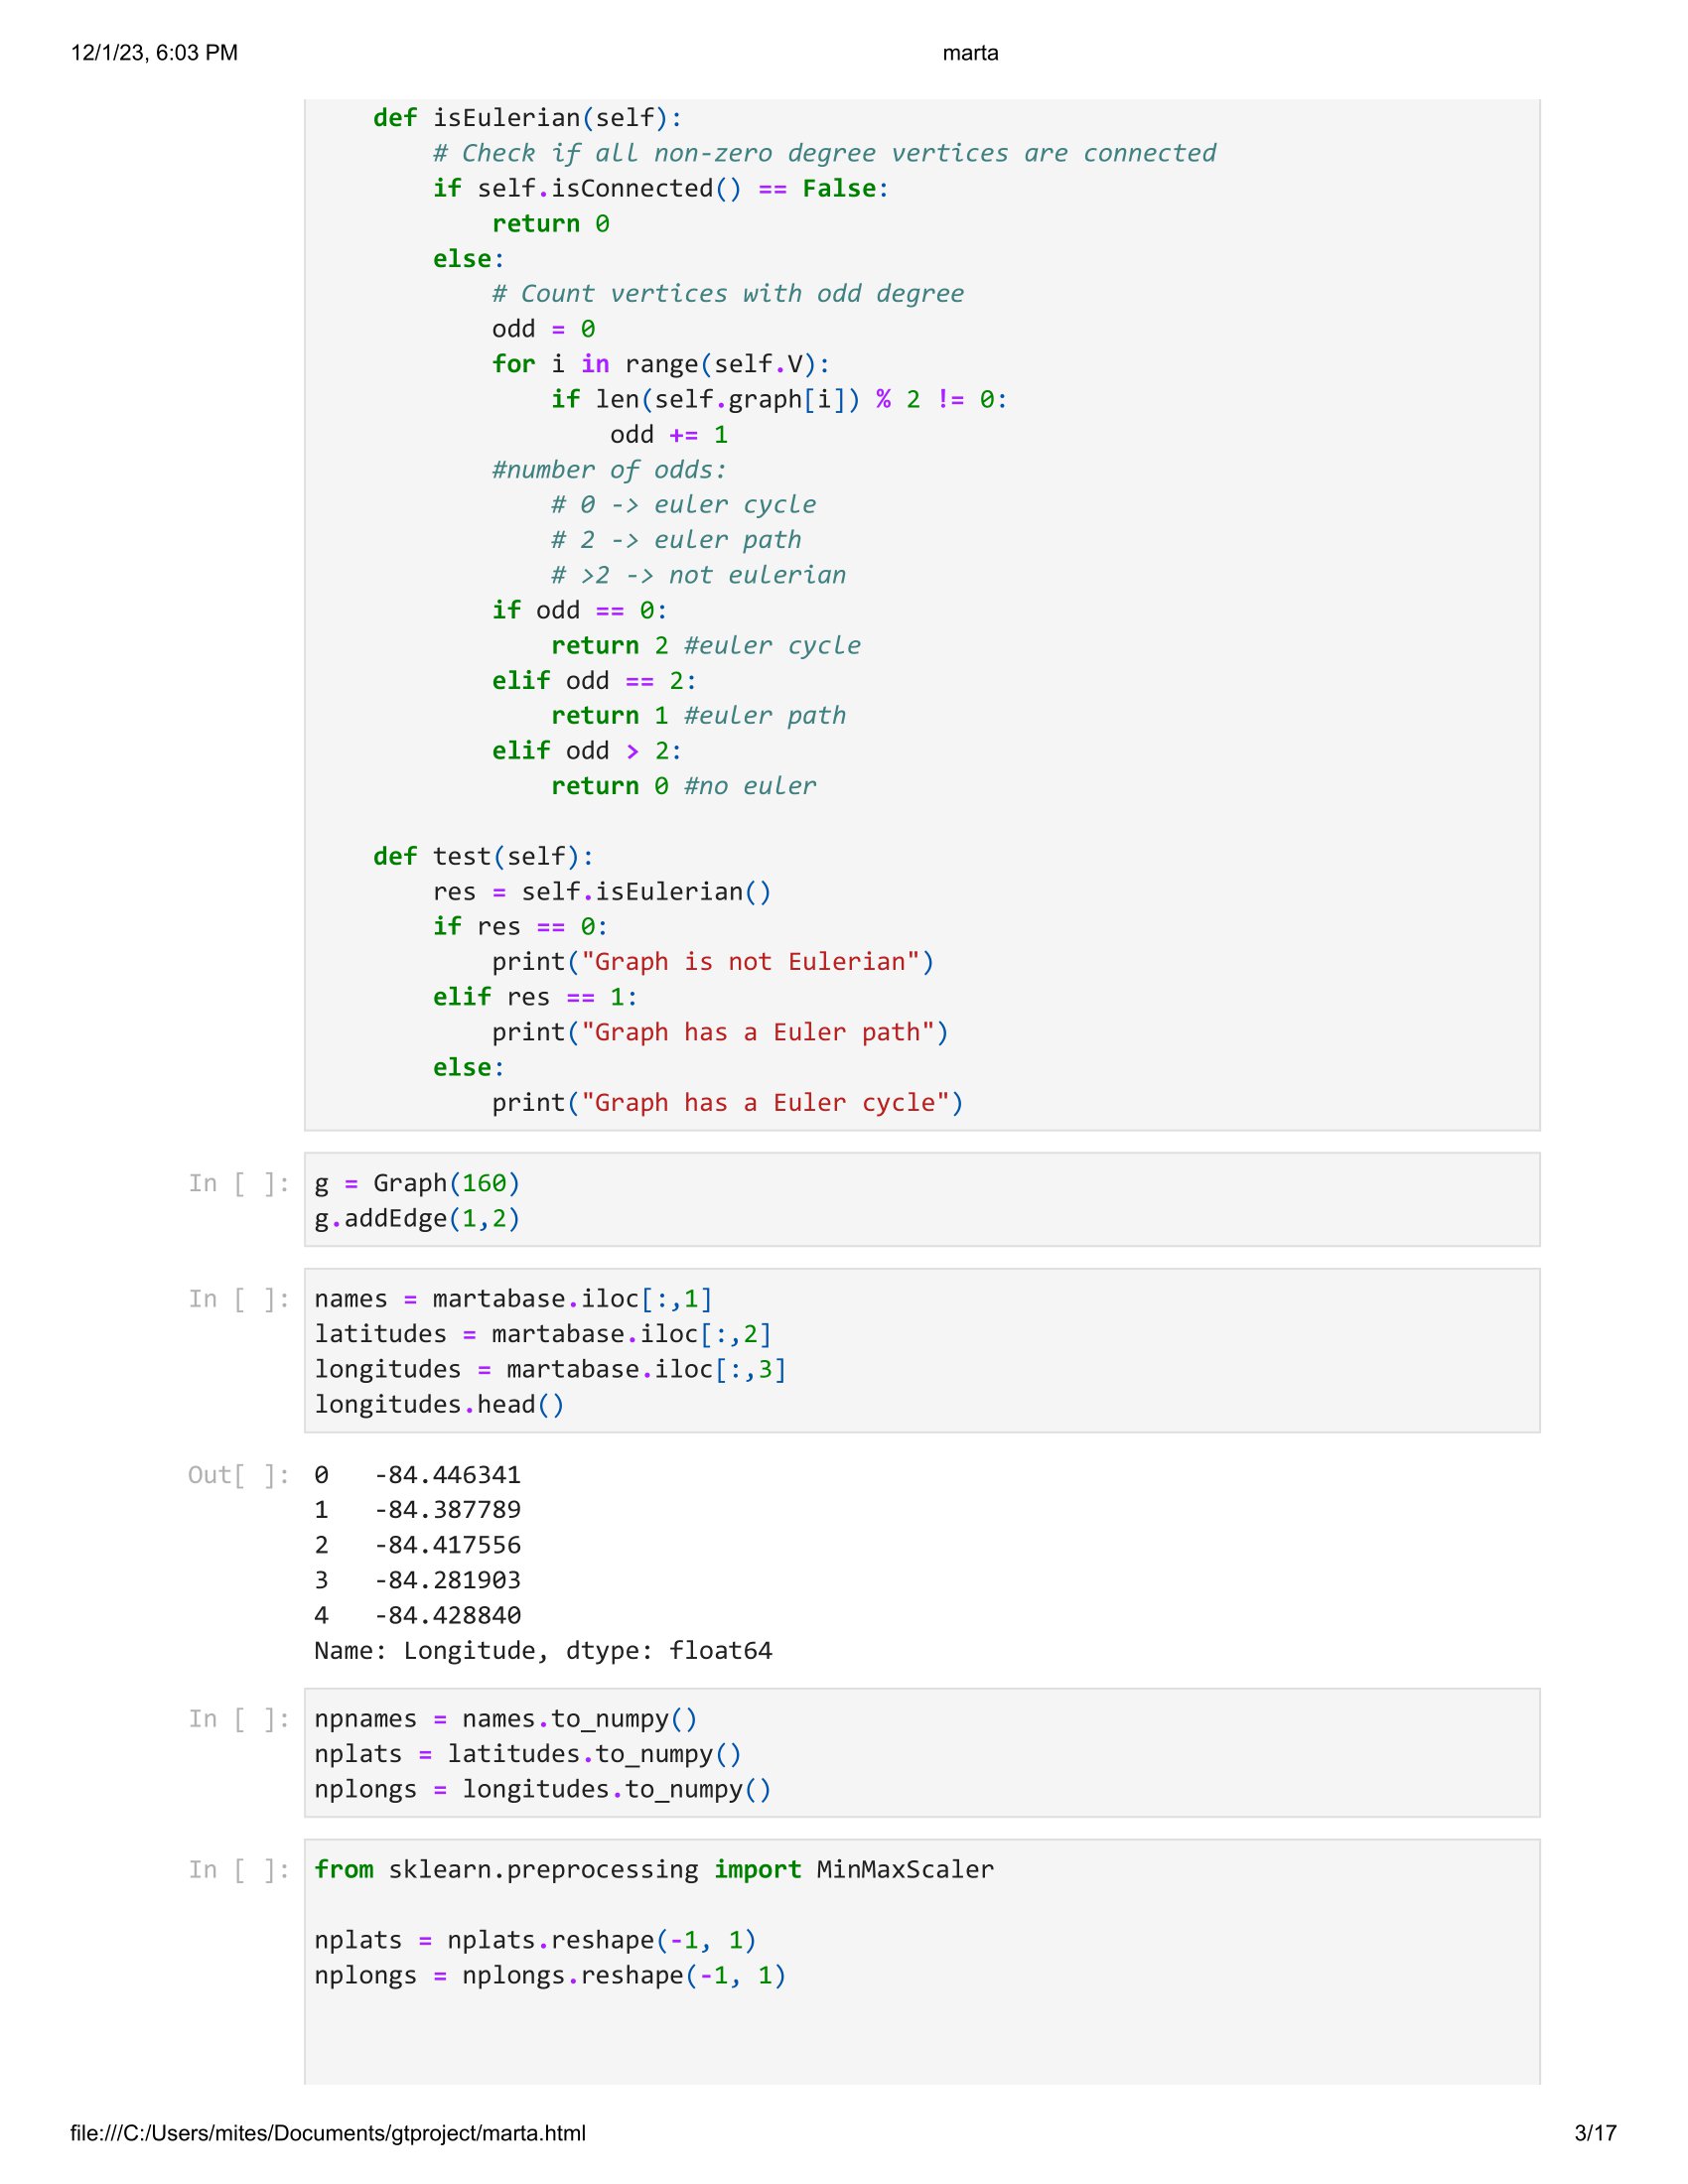 12/1/23, 6:03 PM marta
    def isEulerian(self):
        # Check if all non-zero degree vertices are connected
        if self.isConnected() == False:
            return 0
        else:
            # Count vertices with odd degree
            odd = 0
            for i in range(self.V):
                if len(self.graph[i]) % 2 != 0:
                    odd += 1
            #number of odds:
                # 0 -> euler cycle
                # 2 -> euler path
                # >2 -> not eulerian
            if odd == 0:
                return 2 #euler cycle
            elif odd == 2:
                return 1 #euler path
            elif odd > 2:
                return 0 #no euler

    def test(self):
        res = self.isEulerian()
        if res == 0:
            print("Graph is not Eulerian")
        elif res == 1:
            print("Graph has a Euler path")
        else:
            print("Graph has a Euler cycle")
In [ ]: g = Graph(160)
g.addEdge(1,2)
In [ ]: names = martabase.iloc[:,1]
latitudes = martabase.iloc[:,2]
longitudes = martabase.iloc[:,3]
longitudes.head()
Out[ ]: 0   -84.446341
1   -84.387789
2   -84.417556
3   -84.281903
4   -84.428840
Name: Longitude, dtype: float64
In [ ]: npnames = names.to_numpy()
nplats = latitudes.to_numpy()
nplongs = longitudes.to_numpy()
In [ ]: from sklearn.preprocessing import MinMaxScaler

nplats = nplats.reshape(-1, 1)
nplongs = nplongs.reshape(-1, 1)
file:///C:/Users/mites/Documents/gtproject/marta.html 3/17